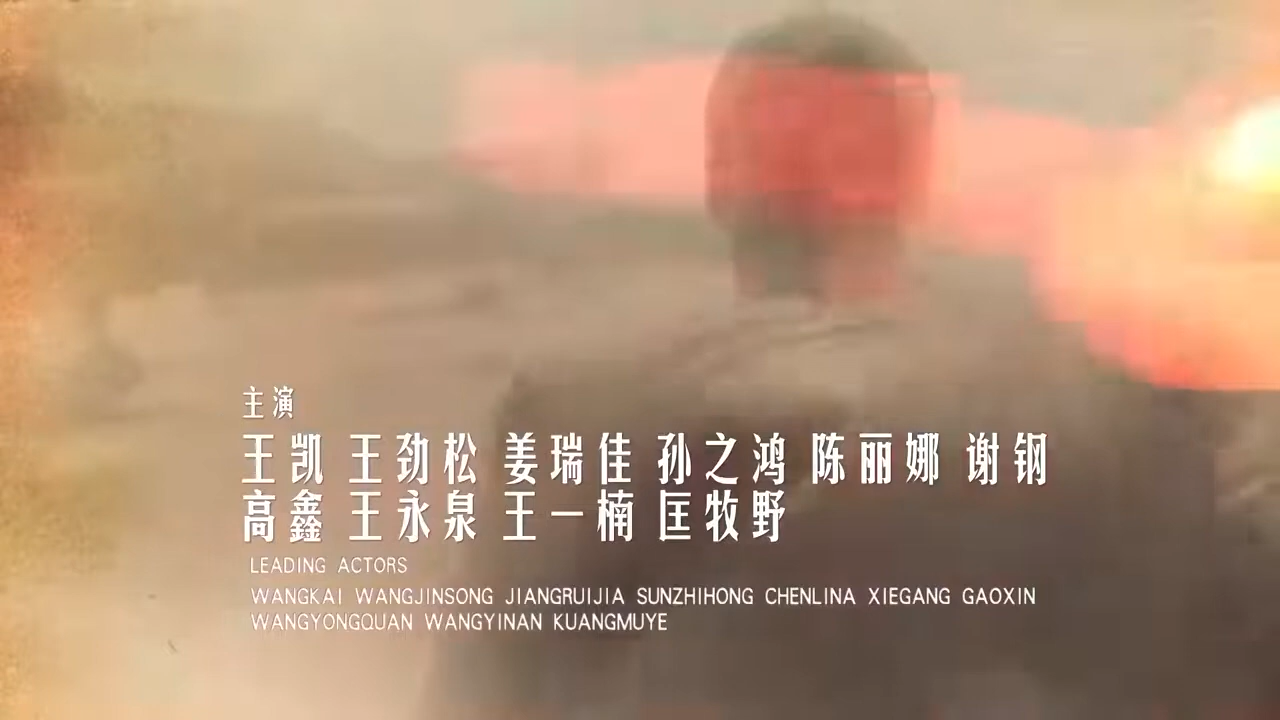 主演
王凯 王劲松 姜瑞佳 孙之鸿 陈丽娜 谢钢
高鑫 王永泉 王一楠 匡牧野
LEADING ACTORS
WANGKAI WANGJINSONG JIANGRUIJIA SUNZHIHONG CHENLINA XIEGANG GAOXIN
WANGYONGQUAN WANGYINAN KUANGMUYE